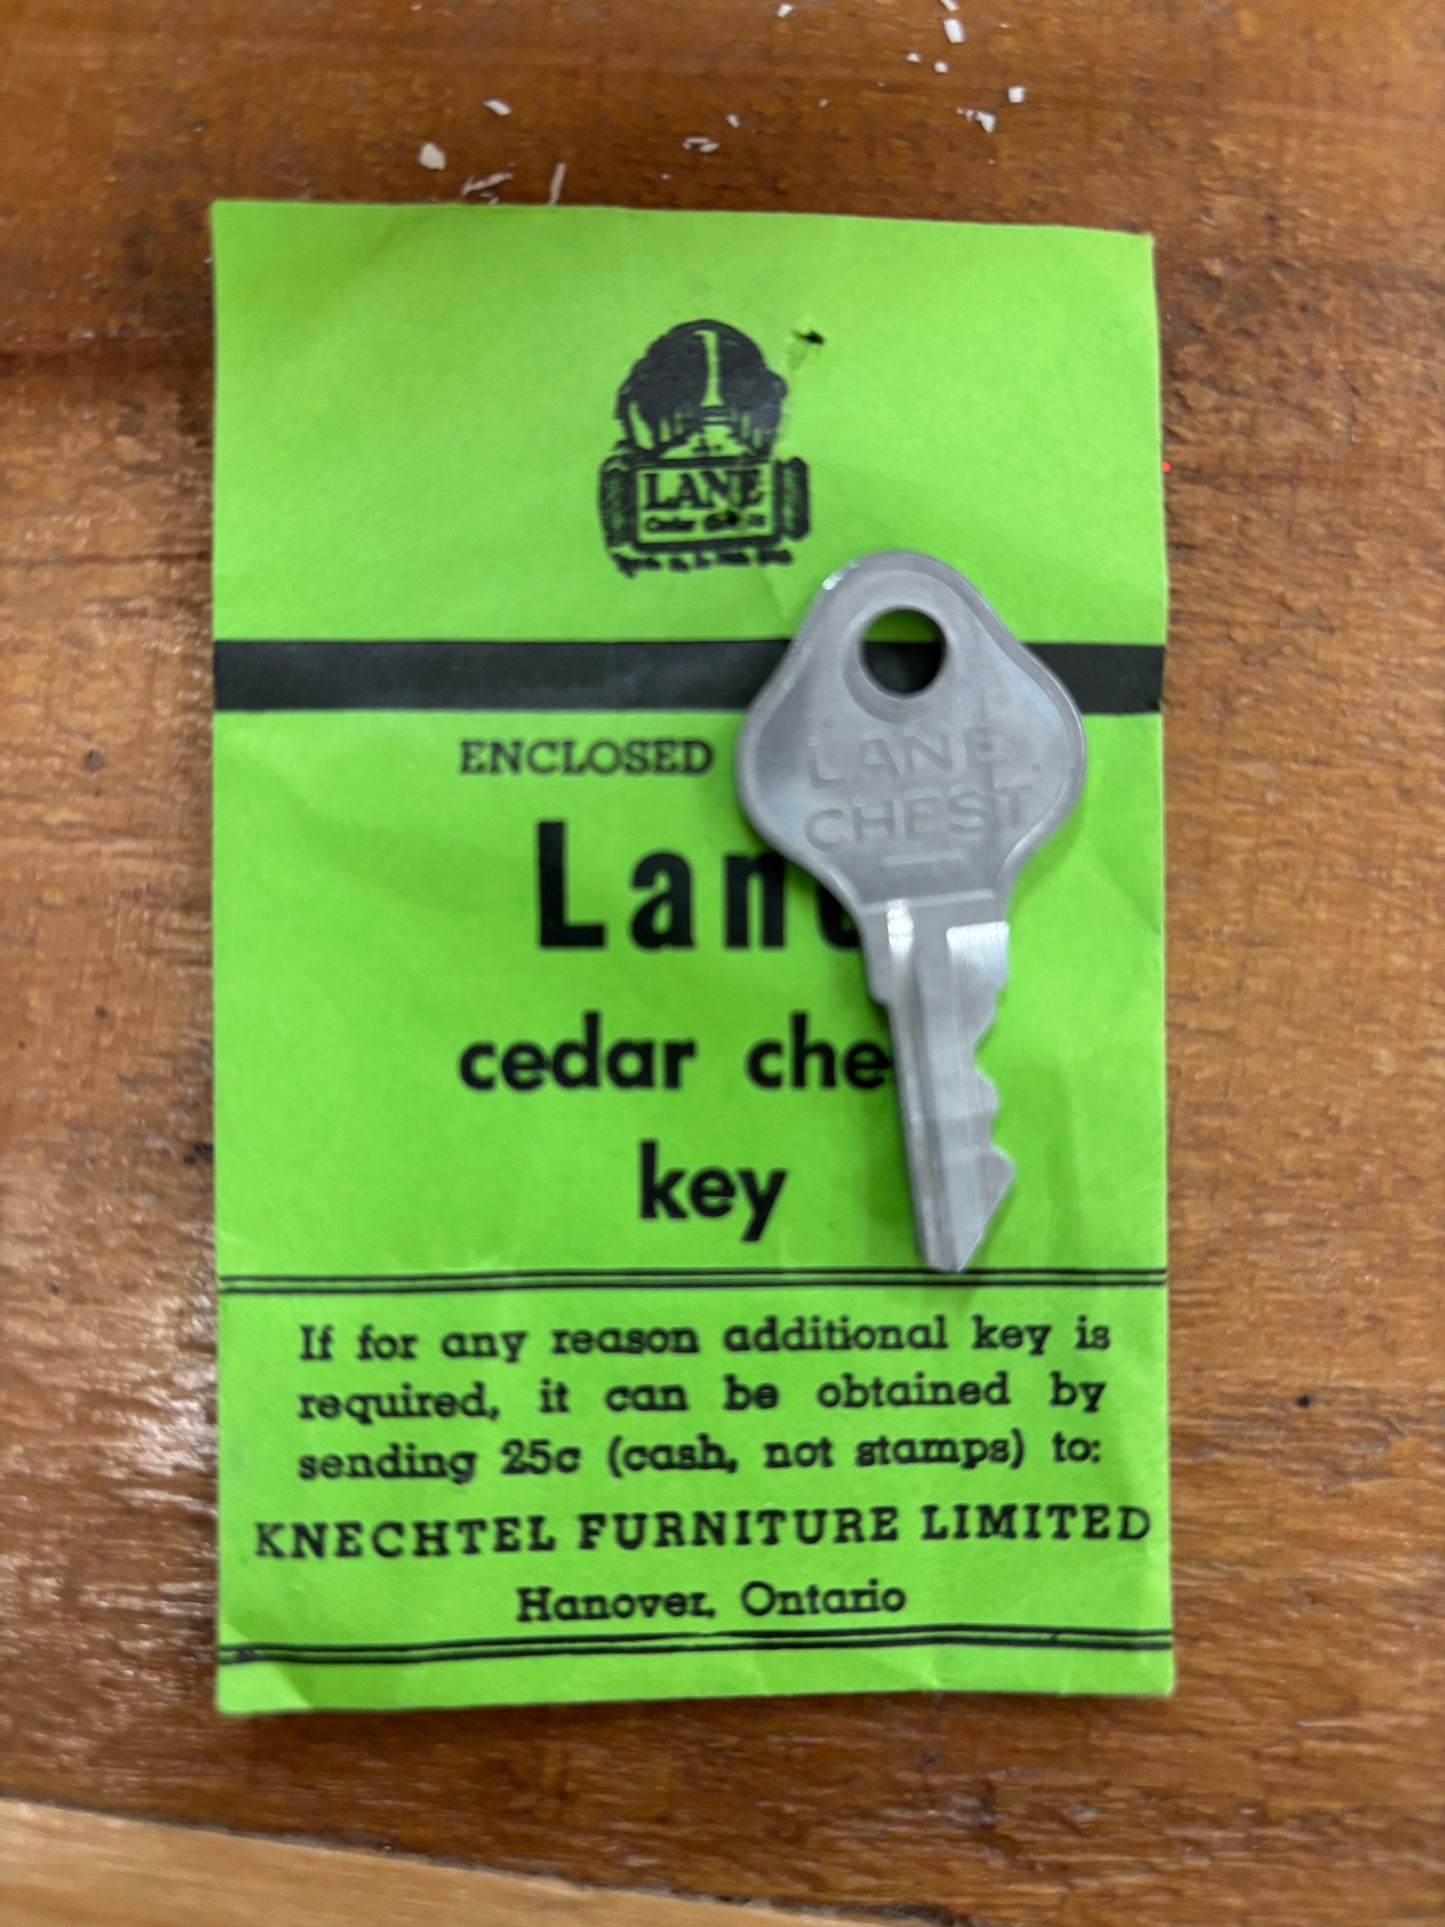 LANE
ENCLOSED
LANE
CHEST
Lane
cedar che
key
If for any reason additional key is
required, it can be obtained by
sending 25c (cash, not stamps) to:
KNECHTEL FURNITURE LIMITED
Hanover, Ontario